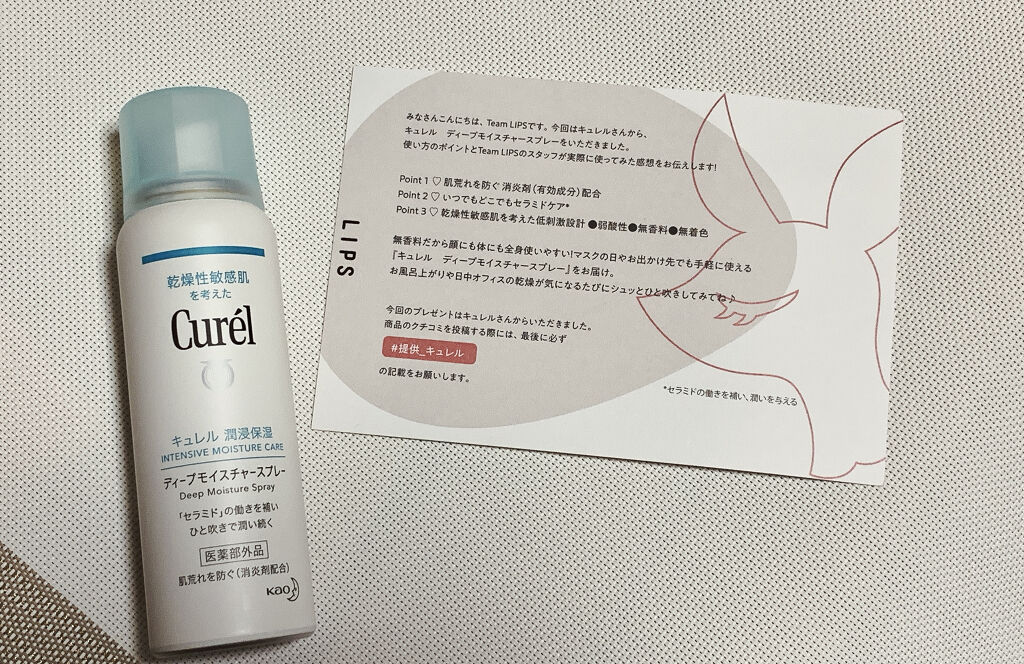 乾燥性敏感肌
を考えた
Curél
キュレル 潤浸保湿
INTENSIVE MOISTURE CARE
ディープモイスチャースプレー
Deep Moisture Spray
「セラミド」の働きを補い
ひと吹きで潤い続く
医薬部外品
肌荒れを防ぐ(消炎剤配合)
Kao
LIPS
みなさんこんにちは、Team LIPSです。今回はキュレルさんから、
キュレル ディープモイスチャースプレーをいただきました。
使い方のポイントとTeam LIPSのスタッフが実際に使ってみた感想をお伝えします!
Point 1 ♡ 肌荒れを防ぐ 消炎剤(有効成分)配合
Point 2 ♡ いつでもどこでもセラミドケア*
Point 3 ♡ 乾燥性敏感肌を考えた低刺激設計 ●弱酸性●無香料●無着色
無香料だから顔にも体にも全身使いやすい!マスクの日やお出かけ先でも手軽に使える
『キュレル ディープモイスチャースプレー』をお届け。
お風呂上がりや日中オフィスの乾燥が気になるたびにシュッとひと吹きしてみてね♪
今回のプレゼントはキュレルさんからいただきました。
商品のクチコミを投稿する際には、最後に必ず
#提供_キュレル
の記載をお願いします。
*セラミドの働きを補い、潤いを与える